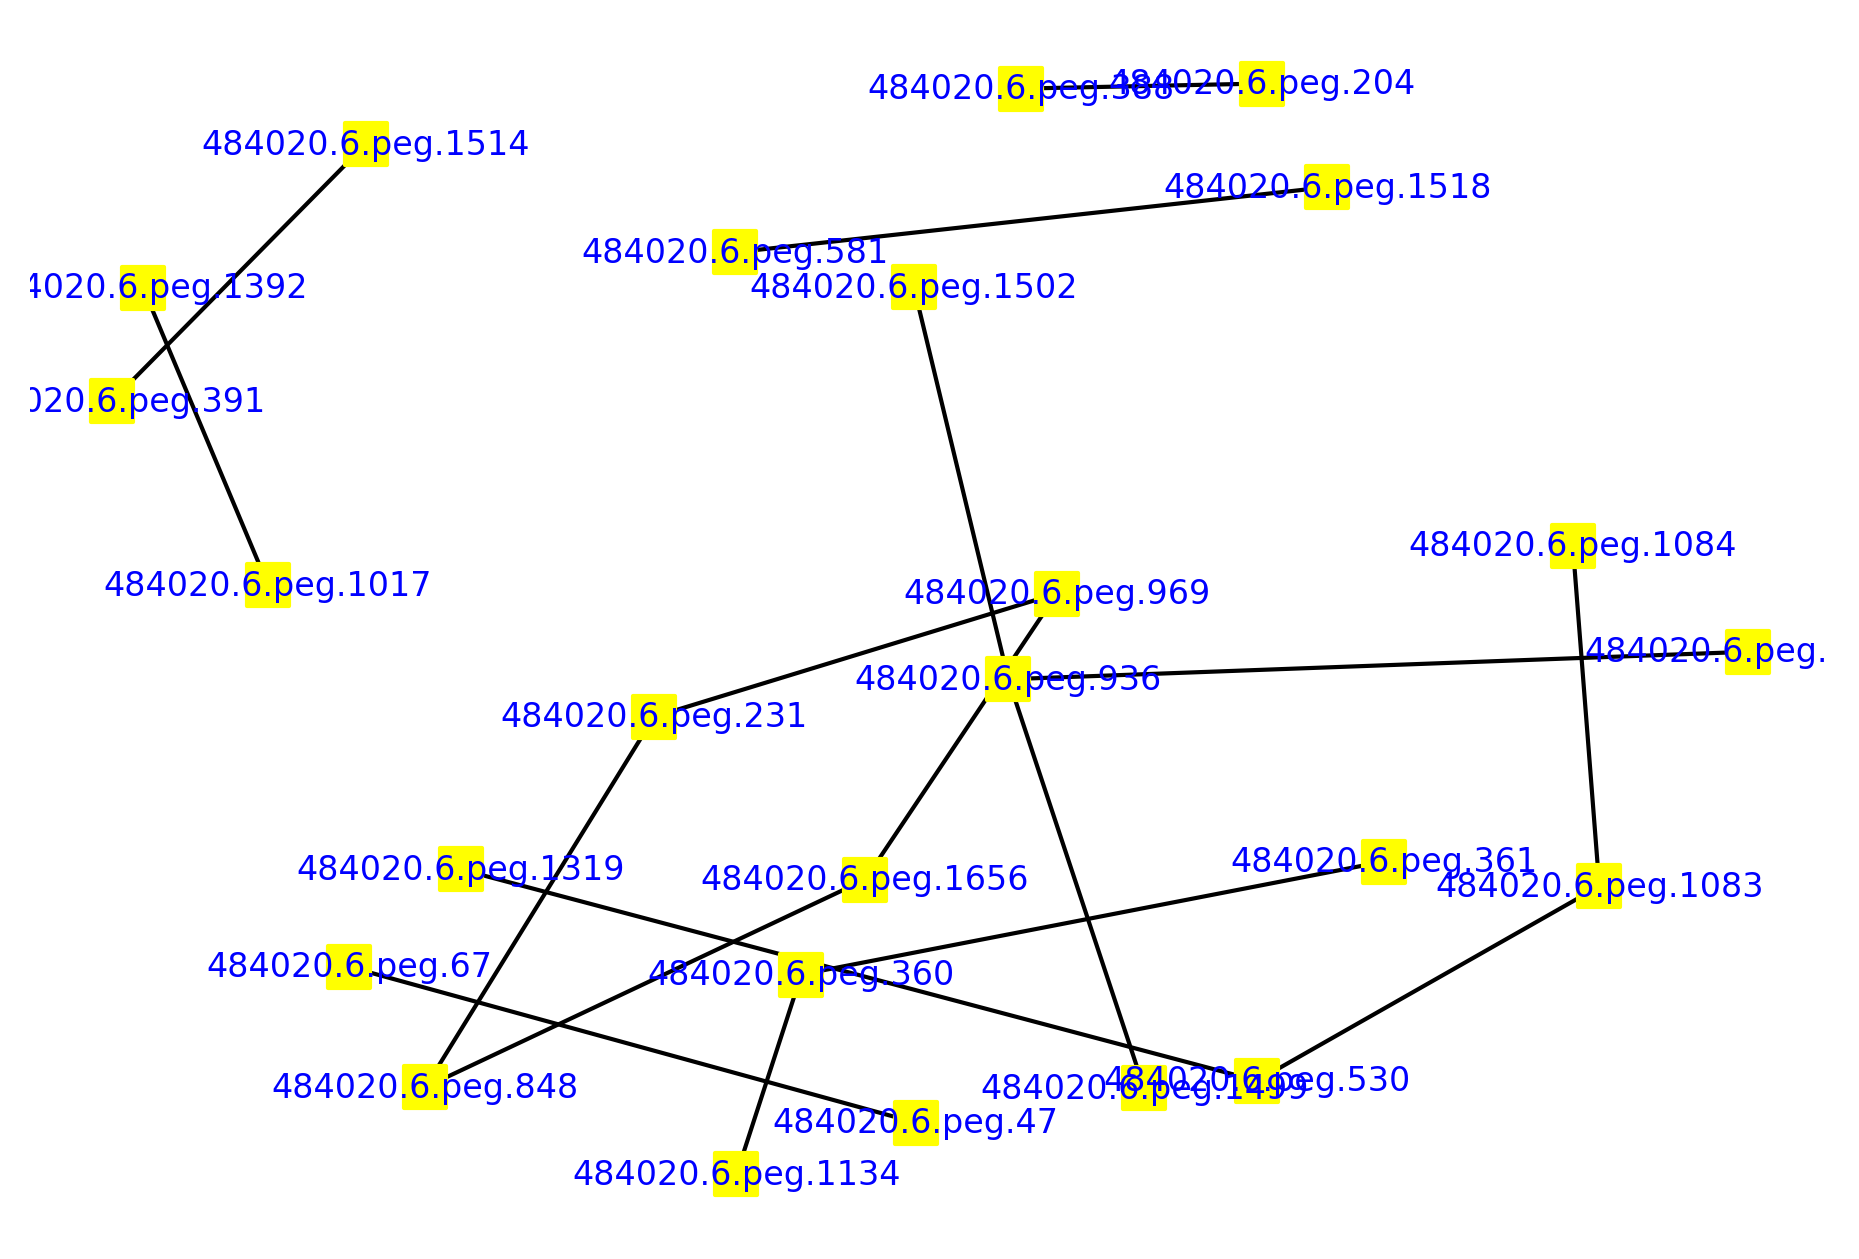 484020.6.peg.204
484020.6.peg.388
484020.6.peg.1514
484020.6.peg.1518
484020.6.peg.581
4020.6.peg.1392
484020.6.peg.1502
020.6.peg.391
484020.6.peg.1084
484020.6.peg.1017
484020.6.peg.969
484020.6.peg.
484020.6.peg.936
484020.6.peg.231
484020.6.peg.361
484020.6.peg.1319
484020.6.peg.1656
484020.6.peg.1083
484020.6.peg.67
484020.6.peg.360
484020.6.peg.530
484020.6.peg.848
484020.6.peg.1499
484020.6.peg.47
484020.6.peg.1134